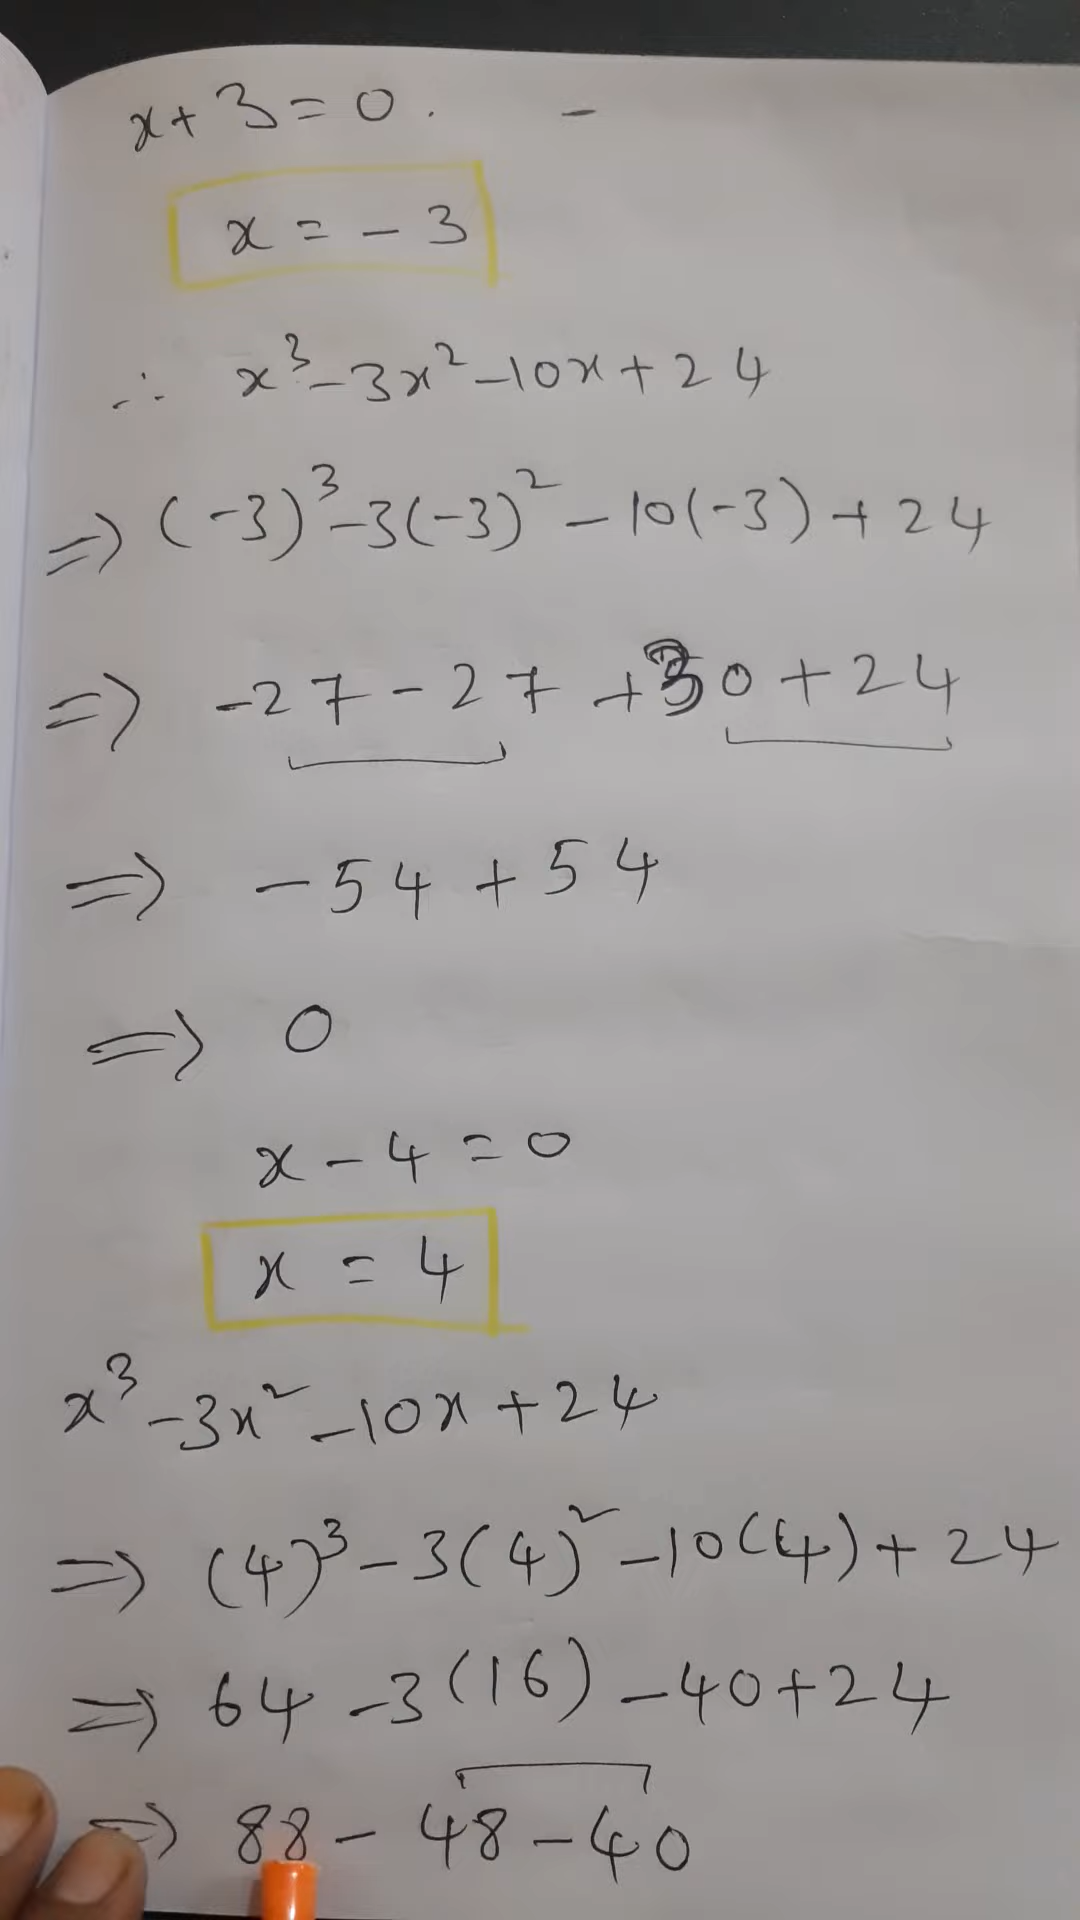 x + 3 = 0 . -
x = - 3
∴ x³ - 3x² - 10x + 24
⇒ (-3)³ - 3(-3)² - 10(-3) + 24
⇒ -27 - 27 + 30 + 24
⇒ - 54 + 54
⇒ 0
x - 4 = 0
x = 4
x³ - 3x² - 10x + 24
⇒ (4)³ - 3(4)² - 10(4) + 24
⇒ 64 - 3(16) - 40 + 24
⇒ 88 - 48 - 40